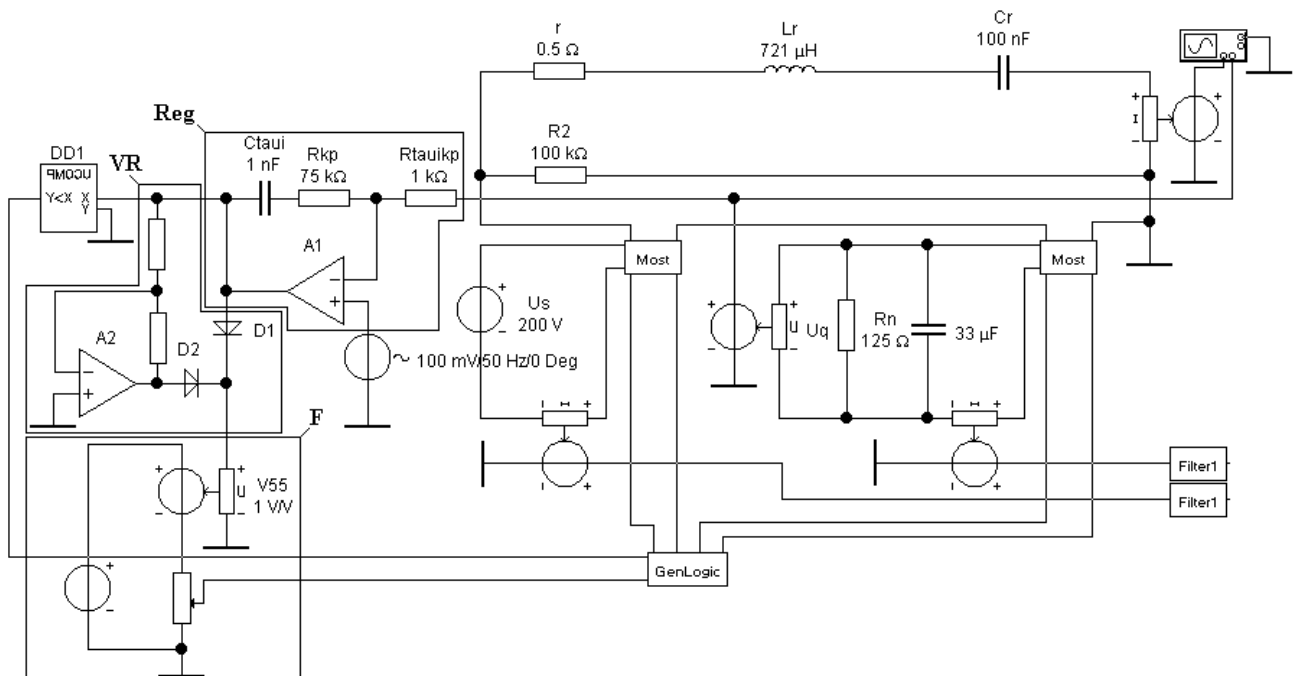 r
0.5 Ω
Lr
721 µH
Cr
100 nF
Reg
DD1
UCOMP
Y<X
X
Y
VR
Ctaui
1 nF
Rkp
75 kΩ
Rtauikp
1 kΩ
R2
100 kΩ
I
A1
Most
Most
Us
200 V
U
Uq
Rn
125 Ω
33 µF
A2
D2
D1
100 mV/50 Hz/0 Deg
I
I
F
V55
1 V/V
U
Filter1
Filter1
GenLogic